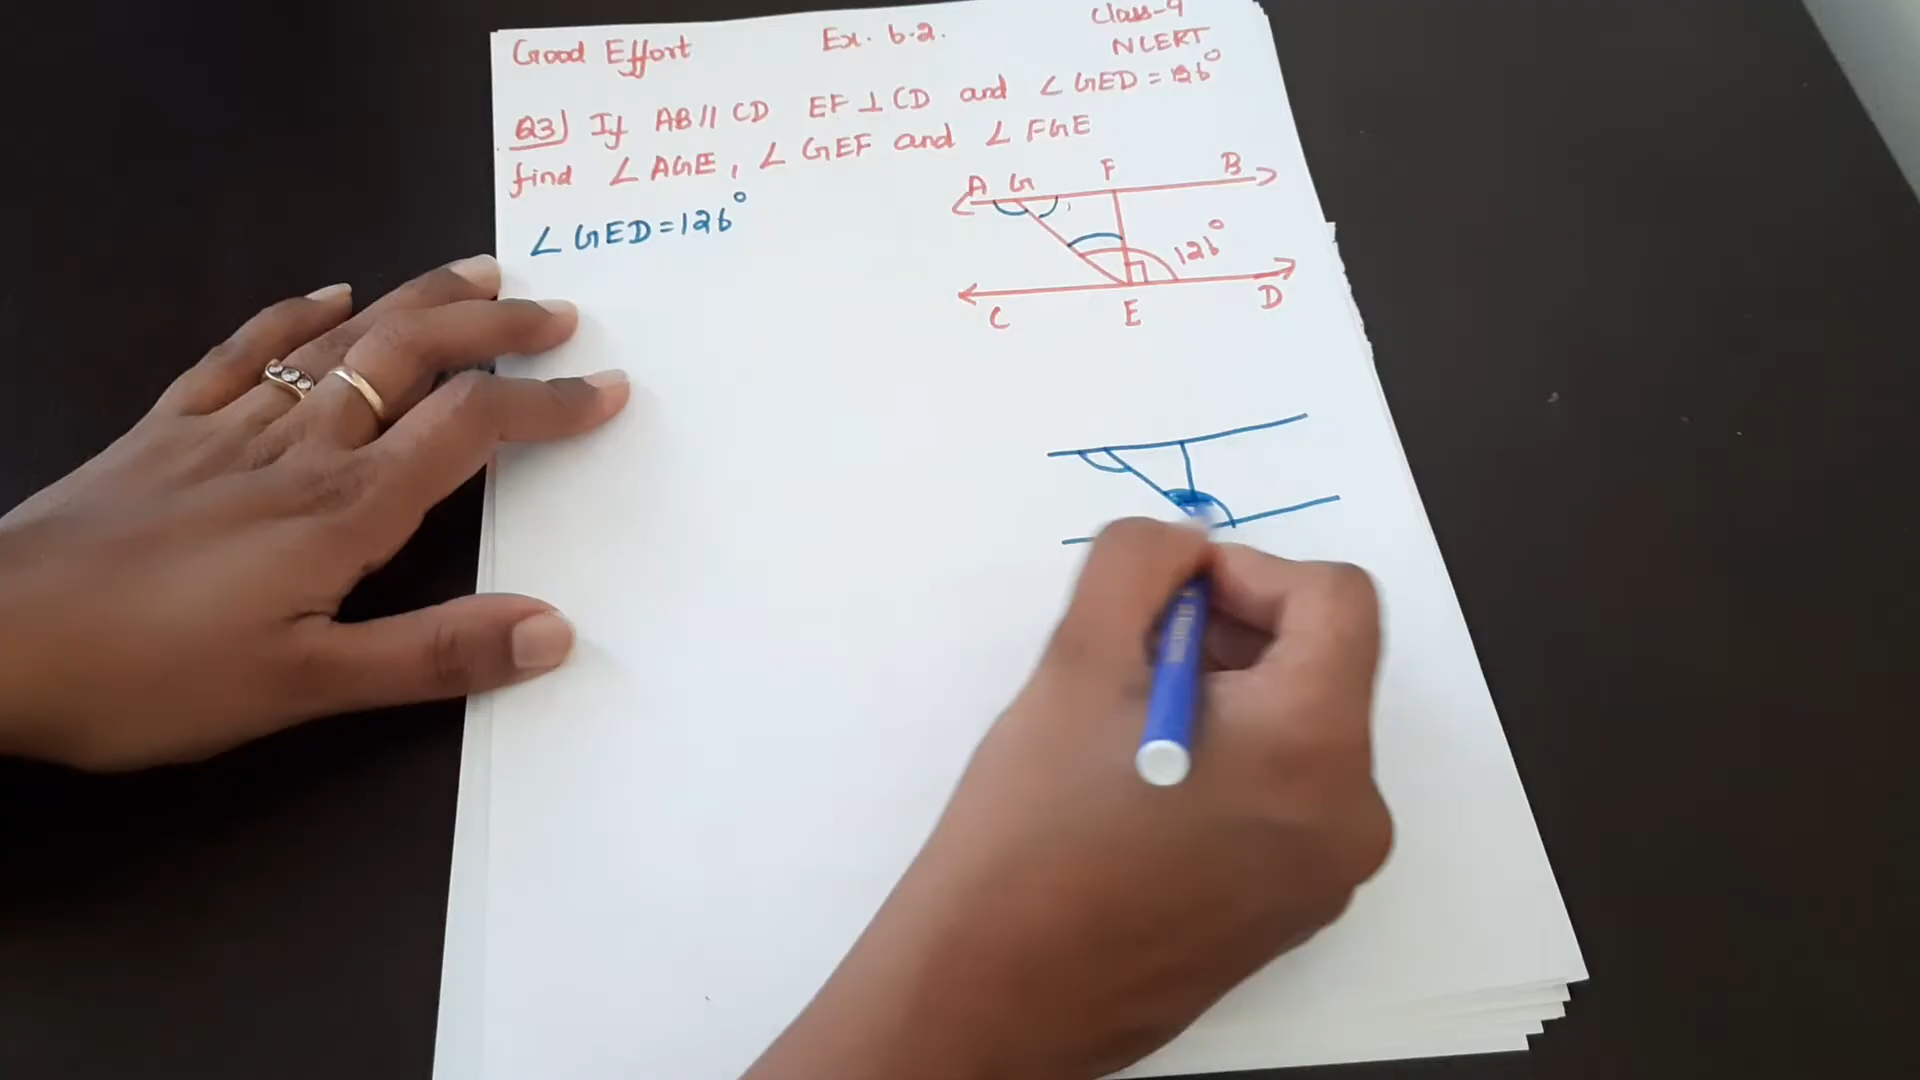 Good Effort
Ex. 6.2.
Class-9
NCERT
Q3) If AB // CD EF ⊥ CD and ∠ GED = 126°
find ∠ AGE, ∠ GEF and ∠ FGE
∠ GED = 126°
A G F B
126°
C E D